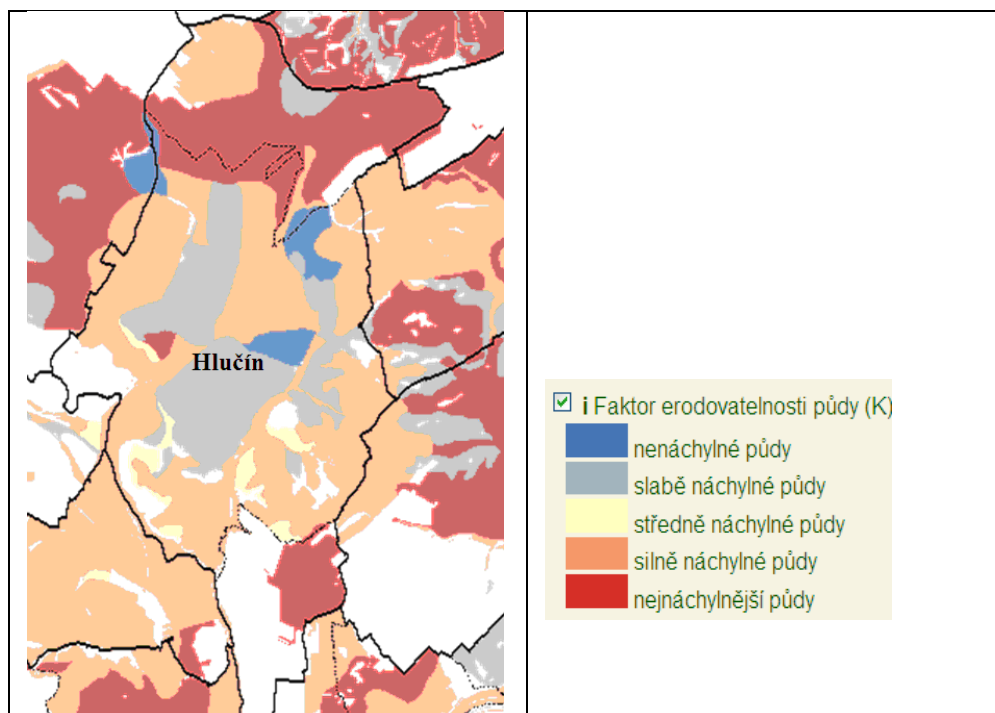 Hlučín
i Faktor erodovatelnosti půdy (K)
nenáchylné půdy
slabě náchylné půdy
středně náchylné půdy
silně náchylné půdy
nejnáchylnější půdy